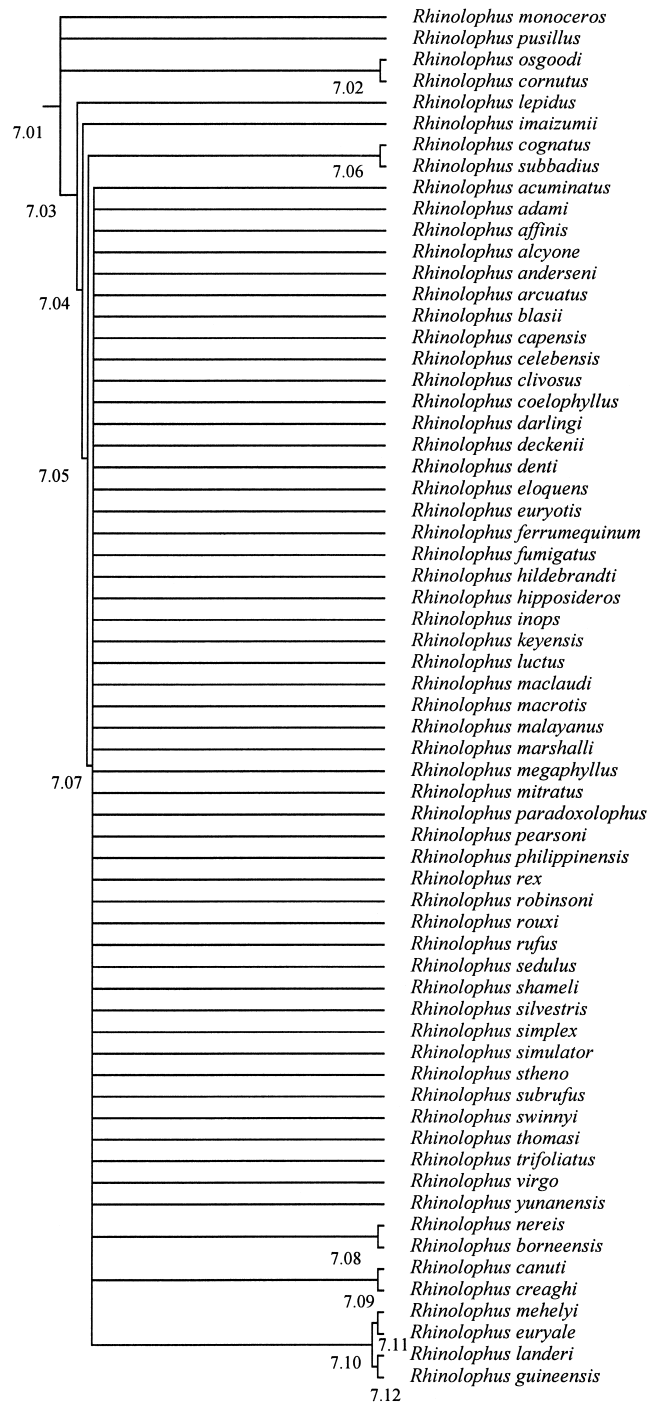 Rhinolophus monoceros
Rhinolophus pusillus
Rhinolophus osgoodi
Rhinolophus cornutus
7.02
Rhinolophus lepidus
Rhinolophus imaizumii
7.01
Rhinolophus cognatus
Rhinolophus subbadius
7.06
Rhinolophus acuminatus
Rhinolophus adami
7.03
Rhinolophus affinis
Rhinolophus alcyone
Rhinolophus anderseni
Rhinolophus arcuatus
7.04
Rhinolophus blasii
Rhinolophus capensis
Rhinolophus celebensis
Rhinolophus clivosus
Rhinolophus coelophyllus
Rhinolophus darlingi
Rhinolophus deckenii
Rhinolophus denti
7.05
Rhinolophus eloquens
Rhinolophus euryotis
Rhinolophus ferrumequinum
Rhinolophus fumigatus
Rhinolophus hildebrandti
Rhinolophus hipposideros
Rhinolophus inops
Rhinolophus keyensis
Rhinolophus luctus
Rhinolophus maclaudi
Rhinolophus macrotis
Rhinolophus malayanus
Rhinolophus marshalli
Rhinolophus megaphyllus
7.07
Rhinolophus mitratus
Rhinolophus paradoxolophus
Rhinolophus pearsoni
Rhinolophus philippinensis
Rhinolophus rex
Rhinolophus robinsoni
Rhinolophus rouxi
Rhinolophus rufus
Rhinolophus sedulus
Rhinolophus shameli
Rhinolophus silvestris
Rhinolophus simplex
Rhinolophus simulator
Rhinolophus stheno
Rhinolophus subrufus
Rhinolophus swinnyi
Rhinolophus thomasi
Rhinolophus trifoliatus
Rhinolophus virgo
Rhinolophus yunanensis
Rhinolophus nereis
Rhinolophus borneensis
7.08
Rhinolophus canuti
Rhinolophus creaghi
7.09
Rhinolophus mehelyi
Rhinolophus euryale
7.11
Rhinolophus landeri
7.10
Rhinolophus guineensis
7.12